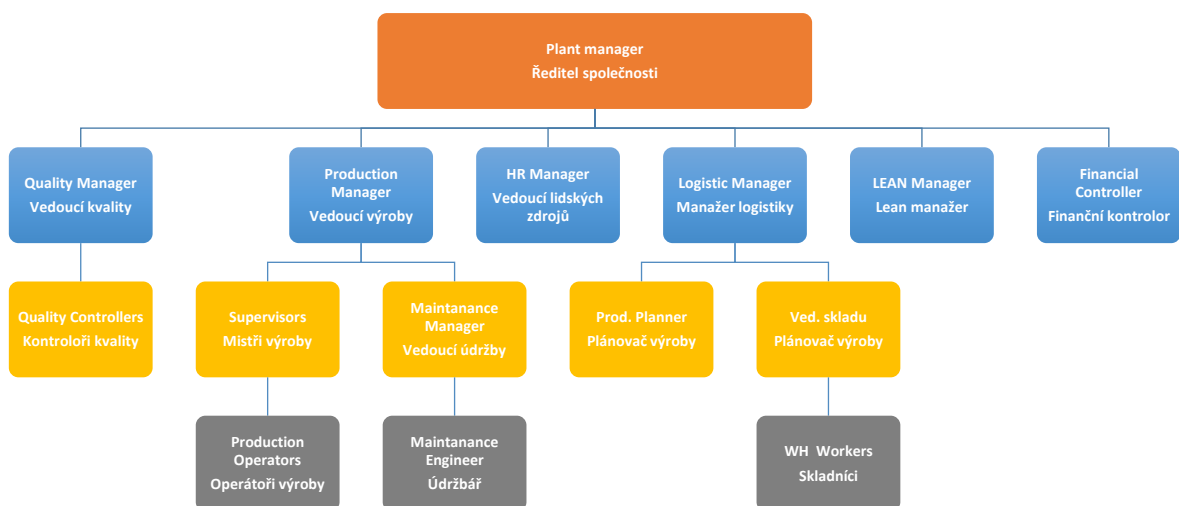 Plant manager
Ředitel společnosti
Quality Manager
Vedoucí kvality
Production
Manager
Vedoucí výroby
HR Manager
Vedoucí lidských
zdrojů
Logistic Manager
Manažer logistiky
LEAN Manager
Lean manažer
Financial
Controller
Finanční kontrolor
Quality Controllers
Kontroloři kvality
Supervisors
Mistři výroby
Maintanance
Manager
Vedoucí údržby
Prod. Planner
Plánovač výroby
Ved. skladu
Plánovač výroby
Production
Operators
Operátoři výroby
Maintanance
Engineer
Údržbář
WH  Workers
Skladníci